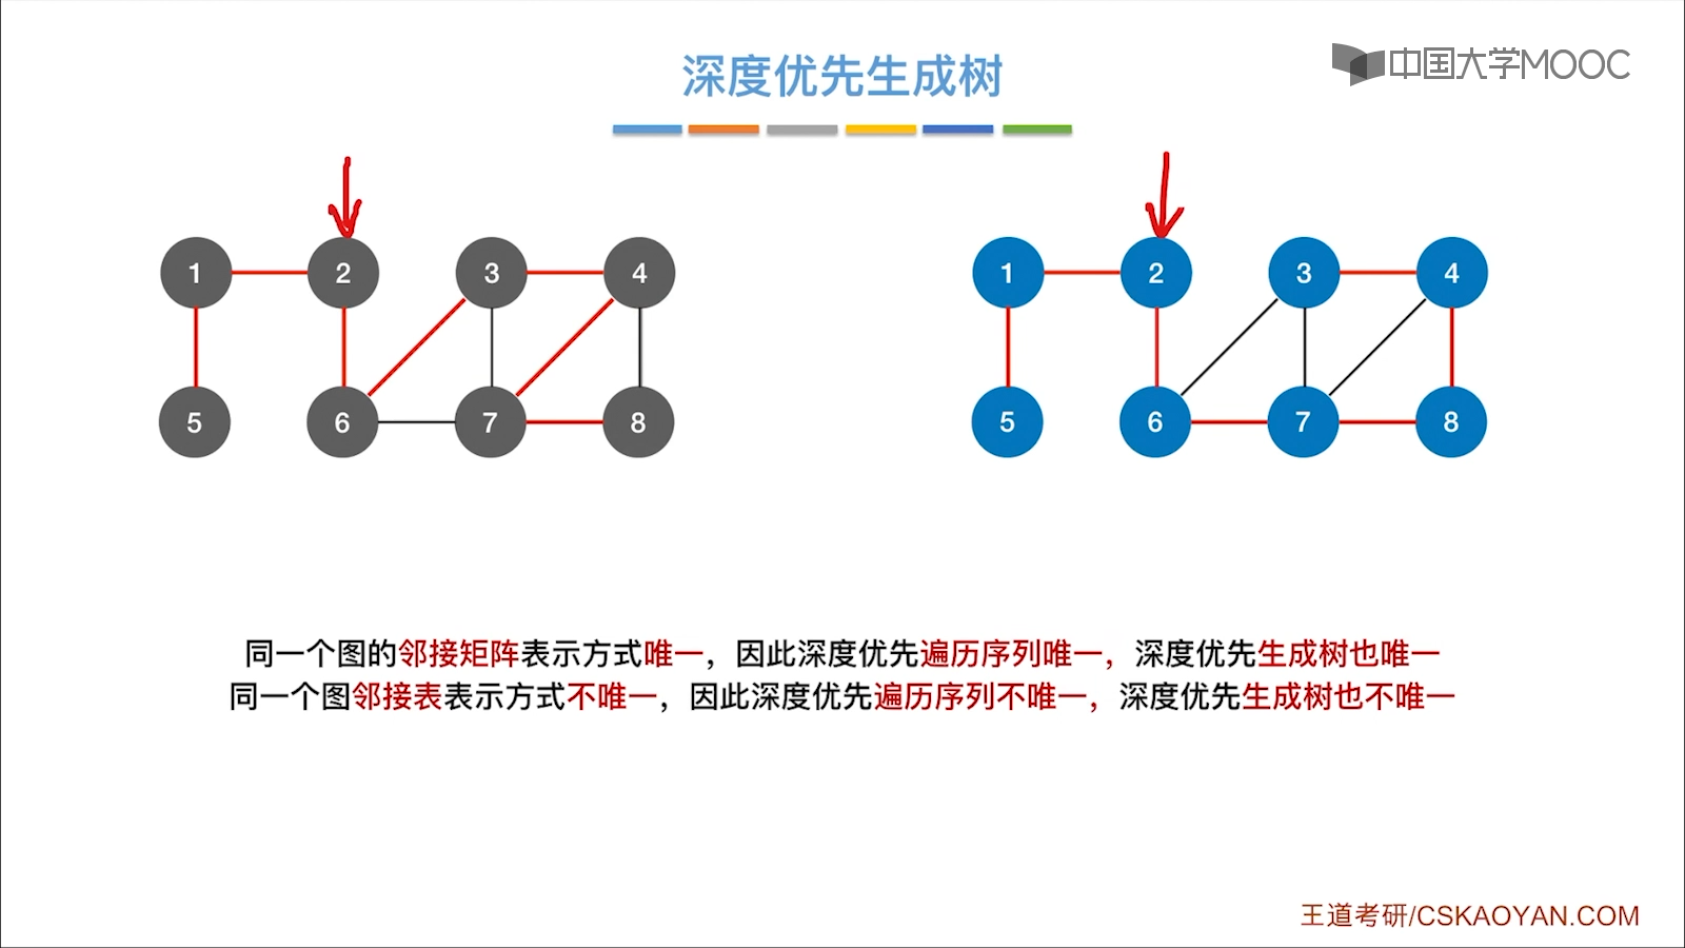 深度优先生成树
中国大学MOOC
1 2 3 4
5 6 7 8
1 2 3 4
5 6 7 8
同一个图的邻接矩阵表示方式唯一，因此深度优先遍历序列唯一，深度优先生成树也唯一
同一个图邻接表表示方式不唯一，因此深度优先遍历序列不唯一，深度优先生成树也不唯一
王道考研/CSKAOYAN.COM